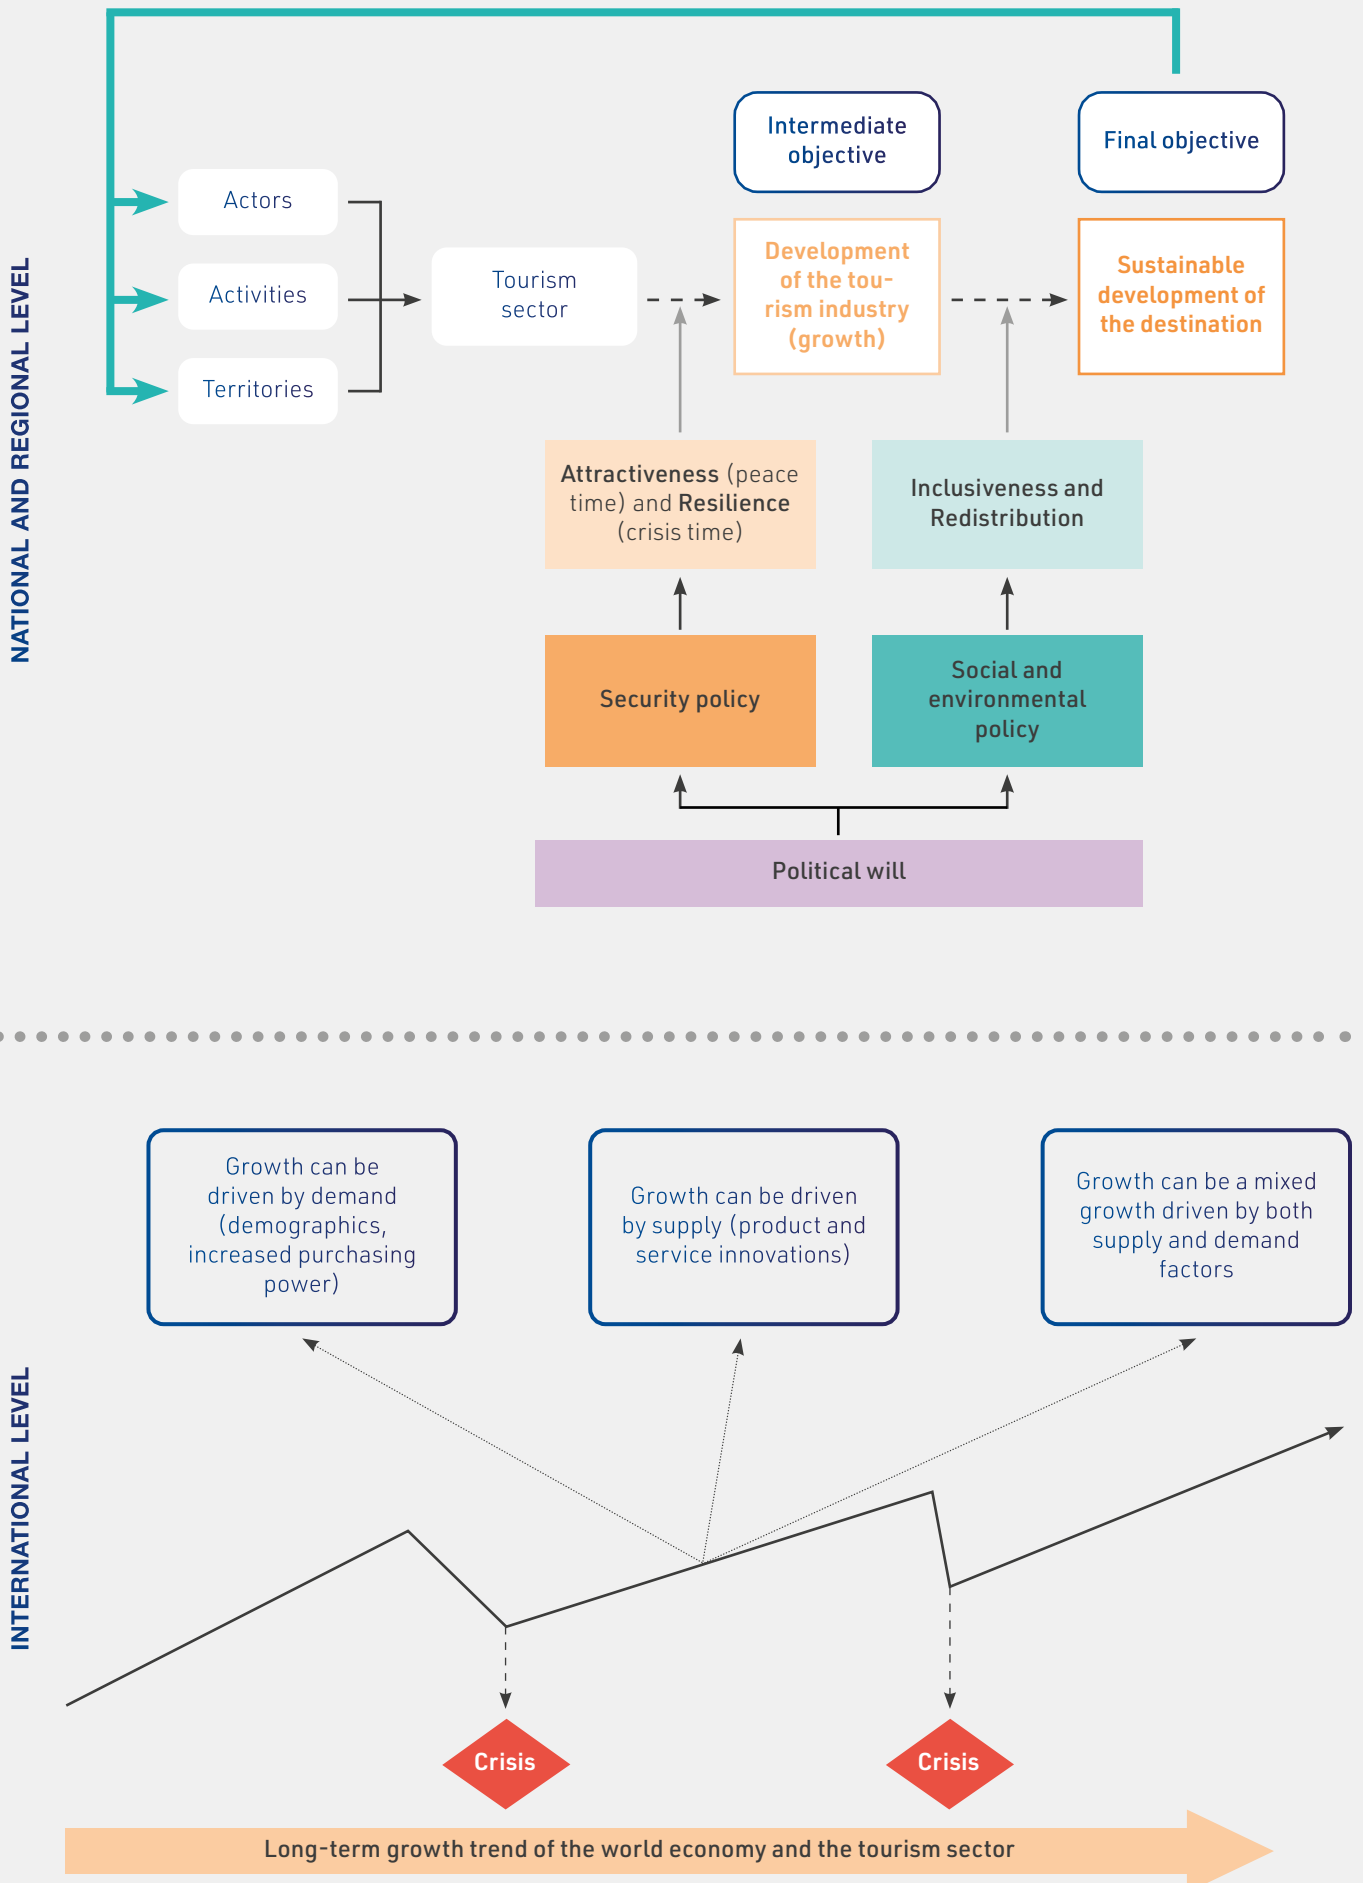 NATIONAL AND REGIONAL LEVEL
Intermediate
objective
Final objective
Actors
Activities
Territories
Tourism
sector
Development
of the tou-
rism industry
(growth)
Sustainable
development of
the destination
Attractiveness (peace
time) and Resilience
(crisis time)
Inclusiveness and
Redistribution
Security policy
Social and
environmental
policy
Political will
INTERNATIONAL LEVEL
Growth can be
driven by demand
(demographics,
increased purchasing
power)
Growth can be driven
by supply (product and
service innovations)
Growth can be a mixed
growth driven by both
supply and demand
factors
Crisis
Crisis
Long-term growth trend of the world economy and the tourism sector